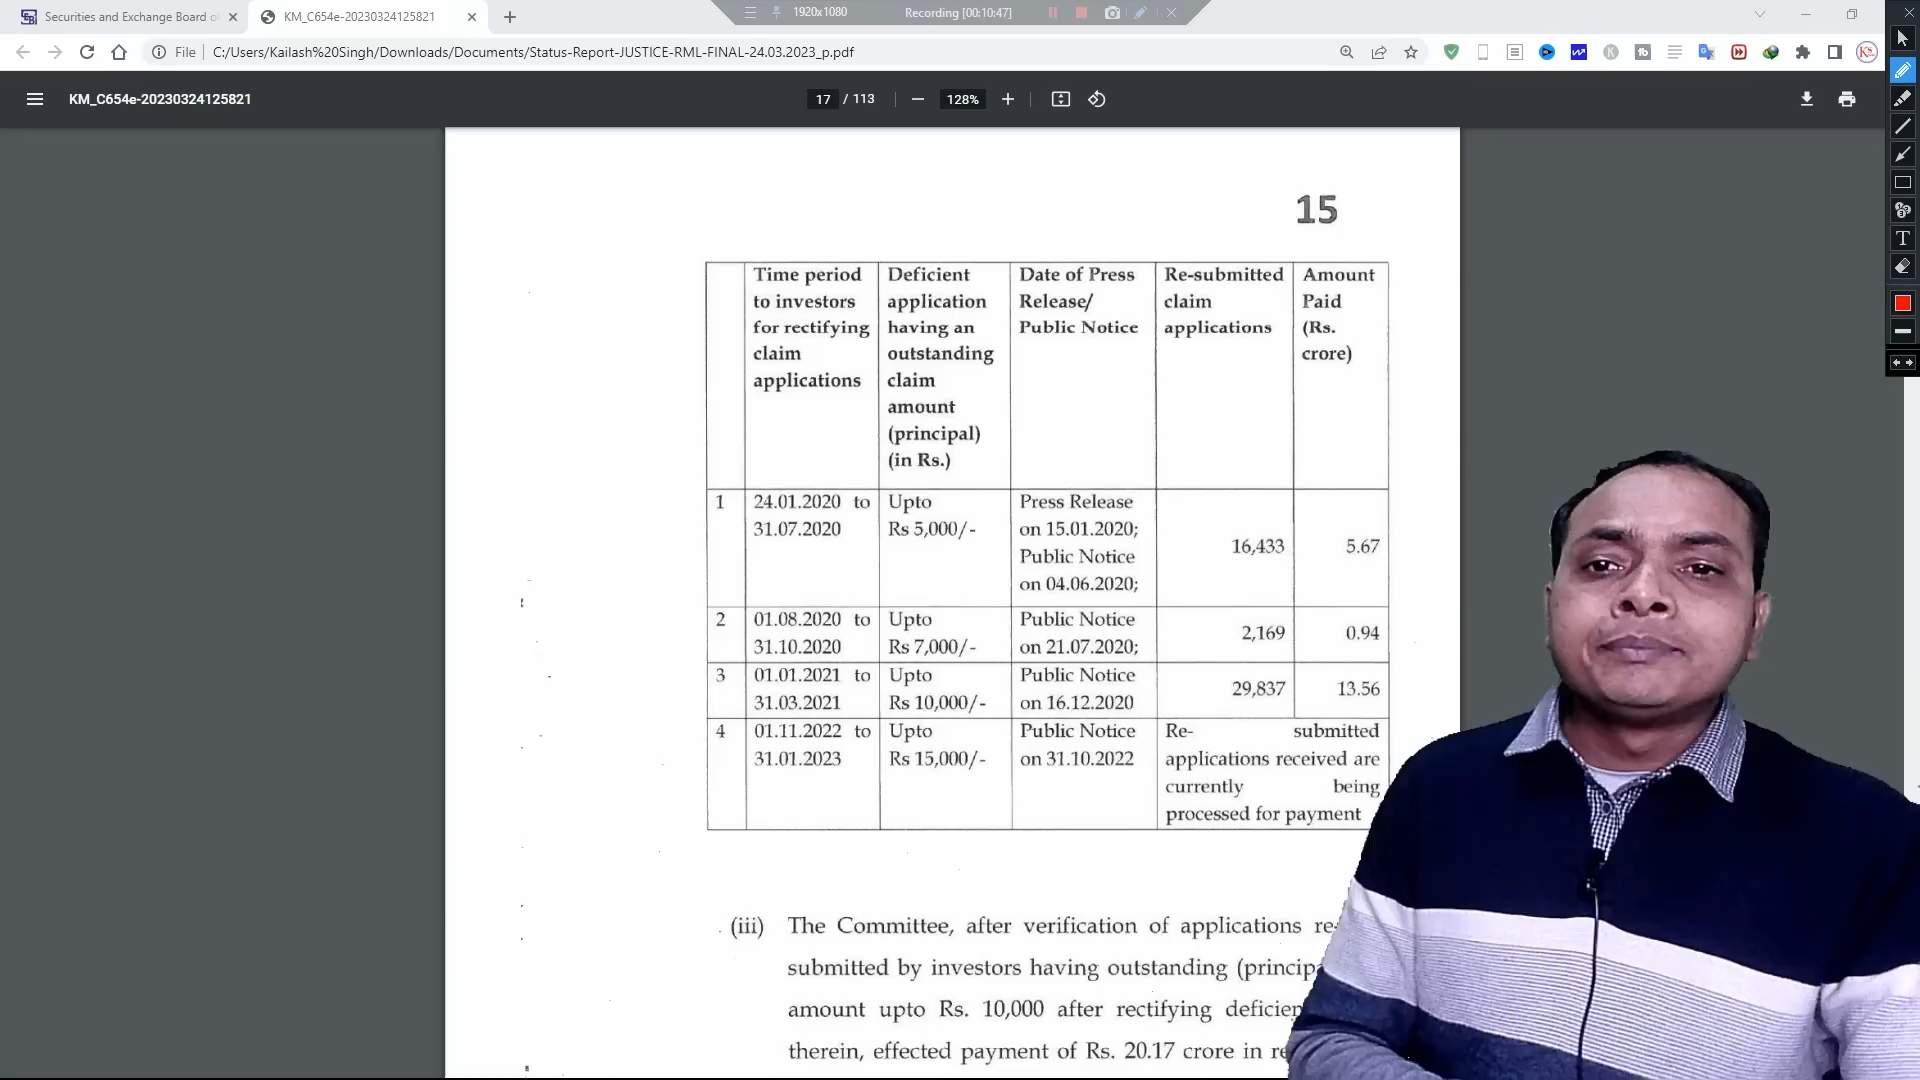 Securities and Exchange Board o
KM_C654e-20230324125821
1920x1080
Recording [00:10:47]
File
C:/Users/Kailash%20Singh/Downloads/Documents/Status-Report-JUSTICE-RML-FINAL-24.03.2023_p.pdf
KM_C654e-20230324125821
17 / 113
128%
15
Time period
to investors
for rectifying
claim
applications
Deficient
application
having an
outstanding
claim
amount
(principal)
(in Rs.)
Date of Press
Release/
Public Notice
Re-submitted
claim
applications
Amount
Paid
(Rs.
crore)
1
24.01.2020 to
31.07.2020
Upto
Rs 5,000/-
Press Release
on 15.01.2020;
Public Notice
on 04.06.2020;
16,433
5.67
2
01.08.2020 to
31.10.2020
Upto
Rs 7,000/-
Public Notice
on 21.07.2020;
2,169
0.94
3
01.01.2021 to
31.03.2021
Upto
Rs 10,000/-
Public Notice
on 16.12.2020
29,837
13.56
4
01.11.2022 to
31.01.2023
Upto
Rs 15,000/-
Public Notice
on 31.10.2022
Re- submitted
applications received are
currently being
processed for payment
(iii) The Committee, after verification of applications re-
submitted by investors having outstanding (princip
amount upto Rs. 10,000 after rectifying deficien
therein, effected payment of Rs. 20.17 crore in re